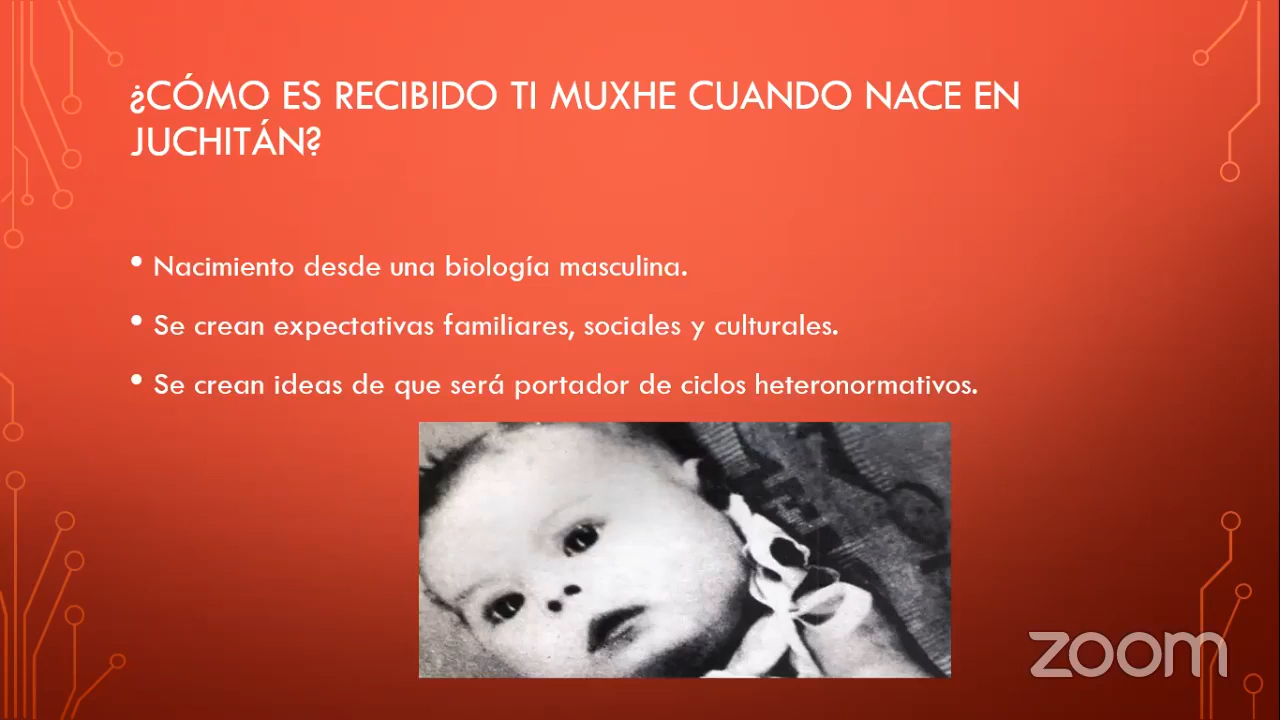 ¿CÓMO ES RECIBIDO TI MUXHE CUANDO NACE EN
JUCHITÁN?
• Nacimiento desde una biología masculina.
• Se crean expectativas familiares, sociales y culturales.
• Se crean ideas de que será portador de ciclos heteronormativos.
zoom